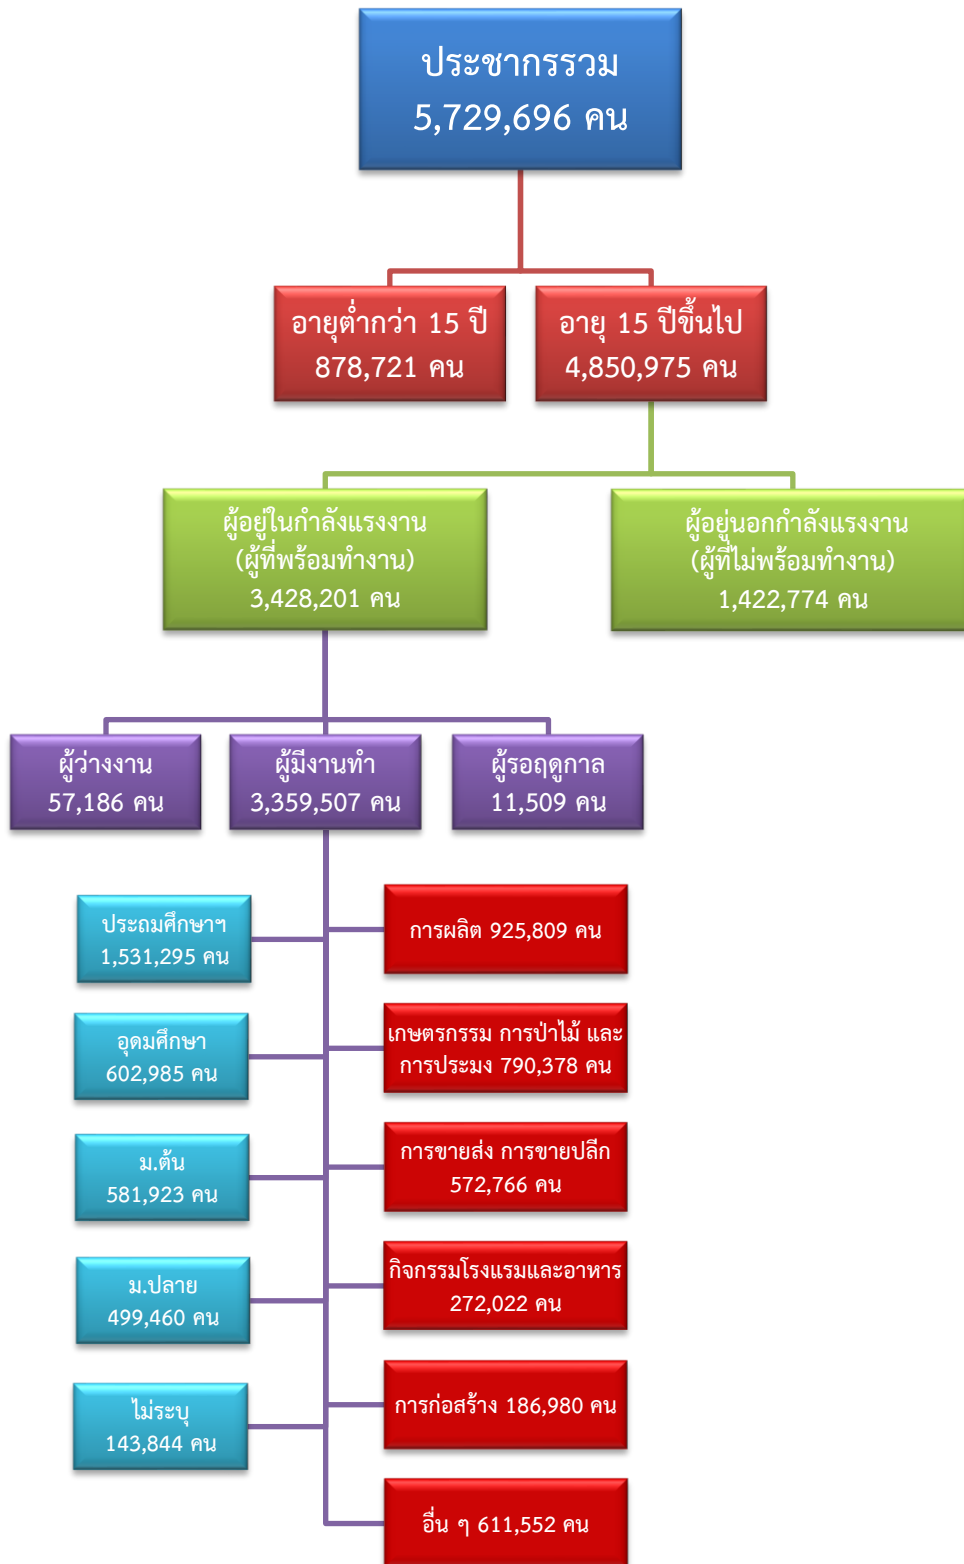 ประชากรรวม
5,729,696 คน
อายุต่ำกว่า 15 ปี
878,721 คน
อายุ 15 ปีขึ้นไป
4,850,975 คน
ผู้อยู่ในกำลังแรงงาน
(ผู้ที่พร้อมทำงาน)
3,428,201 คน
ผู้อยู่นอกกำลังแรงงาน
(ผู้ที่ไม่พร้อมทำงาน)
1,422,774 คน
ผู้ว่างงาน
57,186 คน
ผู้มีงานทำ
3,359,507 คน
ผู้รอฤดูกาล
11,509 คน
ประถมศึกษาฯ
1,531,295 คน
อุดมศึกษา
602,985 คน
ม.ต้น
581,923 คน
ม.ปลาย
499,460 คน
ไม่ระบุ
143,844 คน
การผลิต 925,809 คน
เกษตรกรรม การป่าไม้ และ
การประมง 790,378 คน
การขายส่ง การขายปลีก
572,766 คน
กิจกรรมโรงแรมและอาหาร
272,022 คน
การก่อสร้าง 186,980 คน
อื่น ๆ 611,552 คน